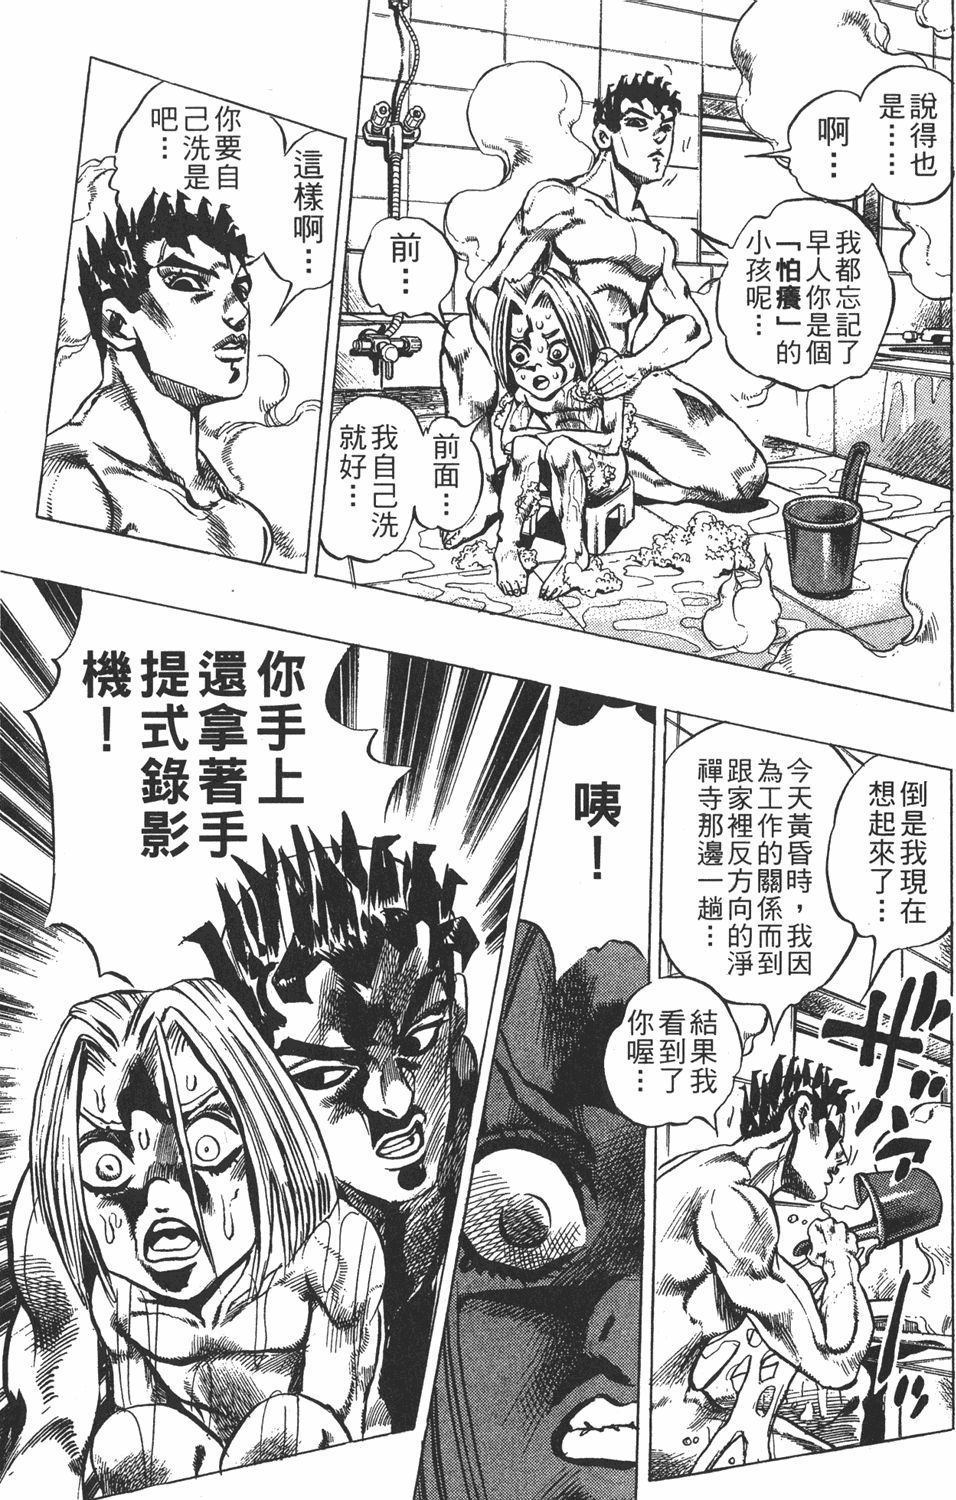 說得也
是……
啊…
我都忘記了
早人你是個
「怕癢」的
小孩呢…
前…
前面…
我自己洗
就好…
這樣啊…
你要自
己洗是
吧…
倒是我現在
想起來了…
今天黃昏時，我因
為工作的關係而到
跟家裡反方向的淨
禪寺那邊一趟…
結果我
看到了
你喔…
咦！
你手上
還拿著手
提式錄影
機！